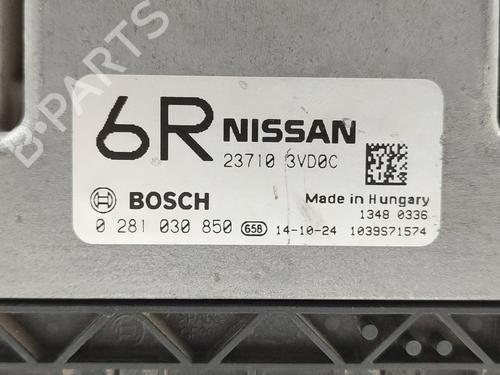 B-PARTS
6R NISSAN
23710 3VD0C
BOSCH
Made in Hungary
0 281 030 850 658 14-10-24
1348 0336
1039S71574